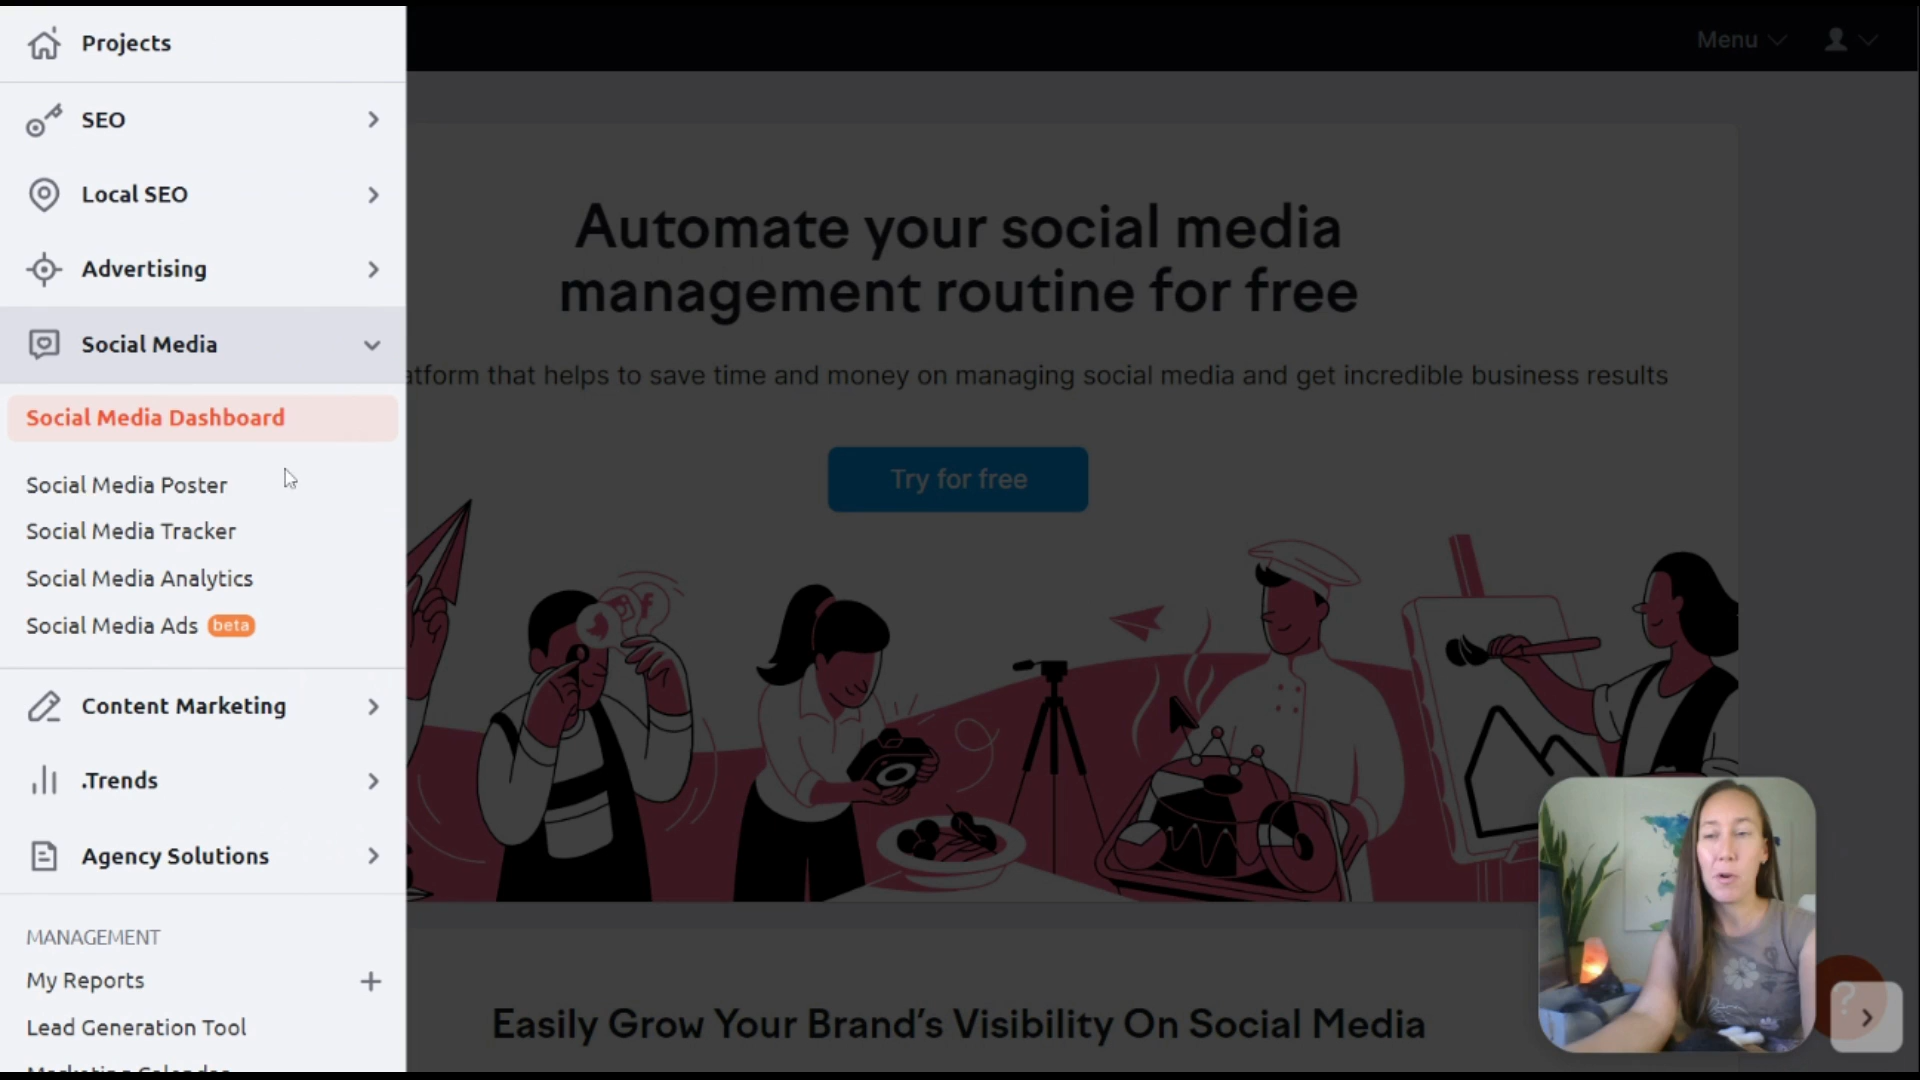 Projects
SEO
Local SEO
Advertising
Social Media
Social Media Dashboard
Social Media Poster
Social Media Tracker
Social Media Analytics
Social Media Ads beta
Content Marketing
.Trends
Agency Solutions
MANAGEMENT
My Reports
Lead Generation Tool
Menu
Automate your social media
management routine for free
that helps to save time and money on managing social media and get incredible business results
Try for free
Easily Grow Your Brand's Visibility On Social Media